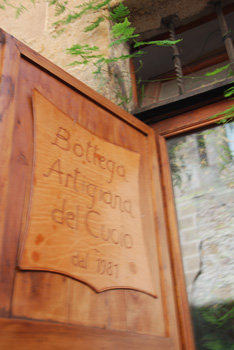 Bottega
Artigiana
del Cuoio
dal 1981